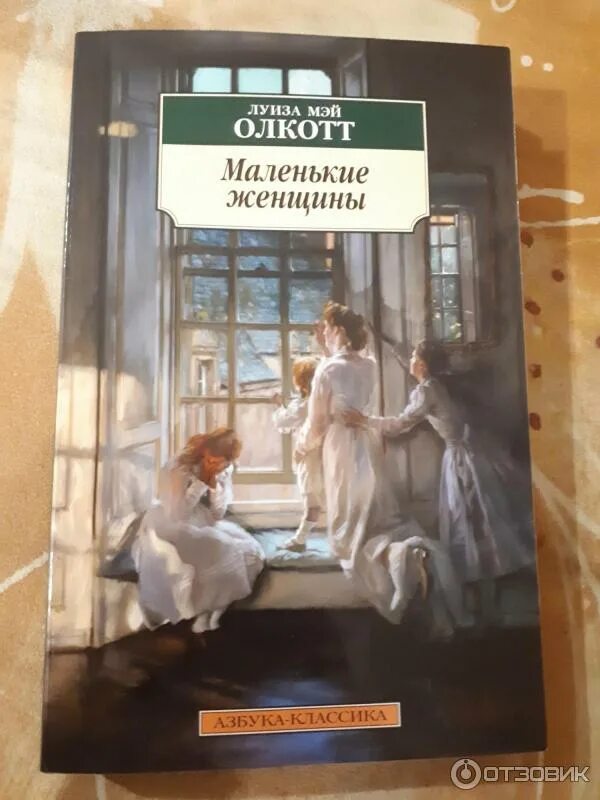 ЛУИЗА МЭЙ
ОЛКОТТ
Маленькие
женщины
АЗБУКА-КЛАССИКА
ОТЗОВИК